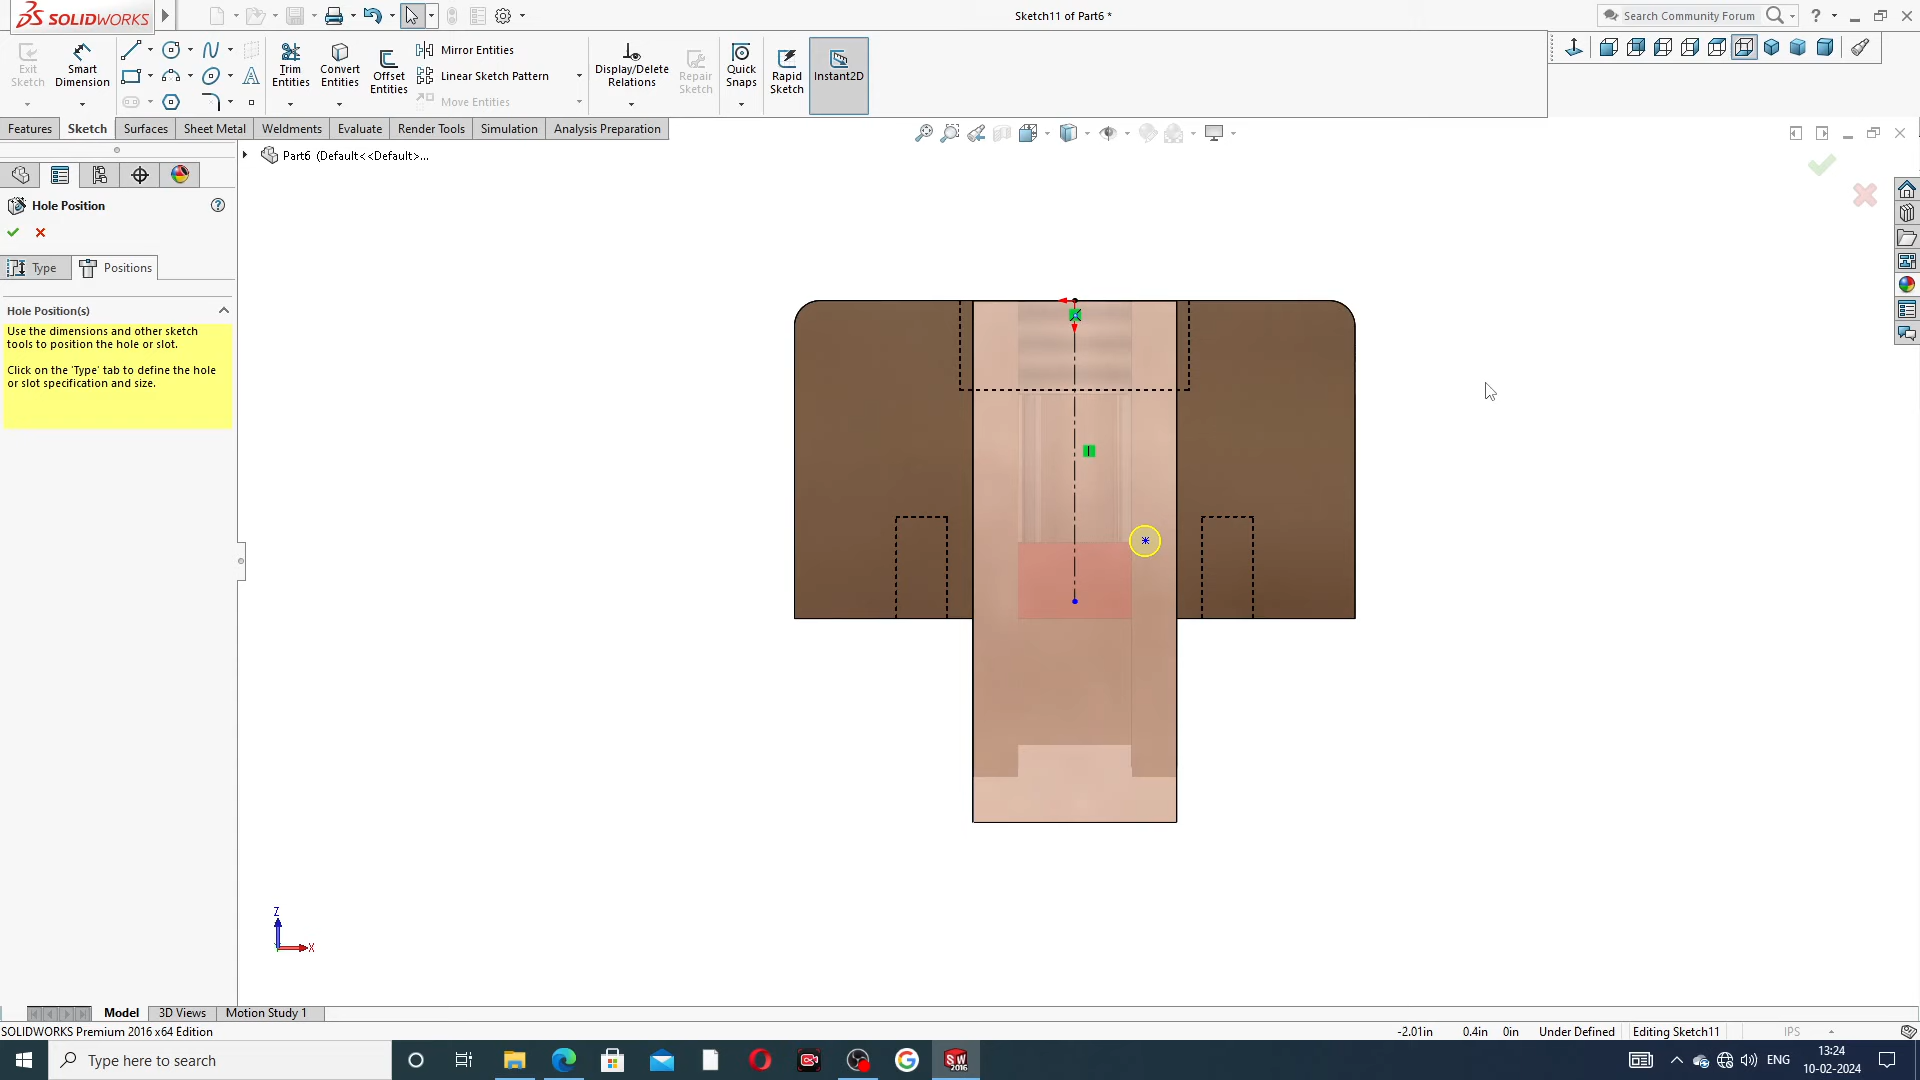 SOLIDWORKS
Sketch11 of Part6 *
Search Community Forum
Exit Sketch
Smart Dimension
Trim Entities
Convert Entities
Offset Entities
Mirror Entities
Linear Sketch Pattern
Move Entities
Display/Delete Relations
Repair Sketch
Quick Snaps
Rapid Sketch
Instant2D
Features Sketch Surfaces Sheet Metal Weldments Evaluate Render Tools Simulation Analysis Preparation
Part6 (Default<<Default>...
Hole Position
Type Positions
Hole Position(s)
Use the dimensions and other sketch
tools to position the hole or slot.
Click on the 'Type' tab to define the hole
or slot specification and size.
Z
X
Model 3D Views Motion Study 1
SOLIDWORKS Premium 2016 x64 Edition
-2.01in 0.4in 0in Under Defined Editing Sketch11 IPS
Type here to search
SW
2016
ENG
13:24
10-02-2024